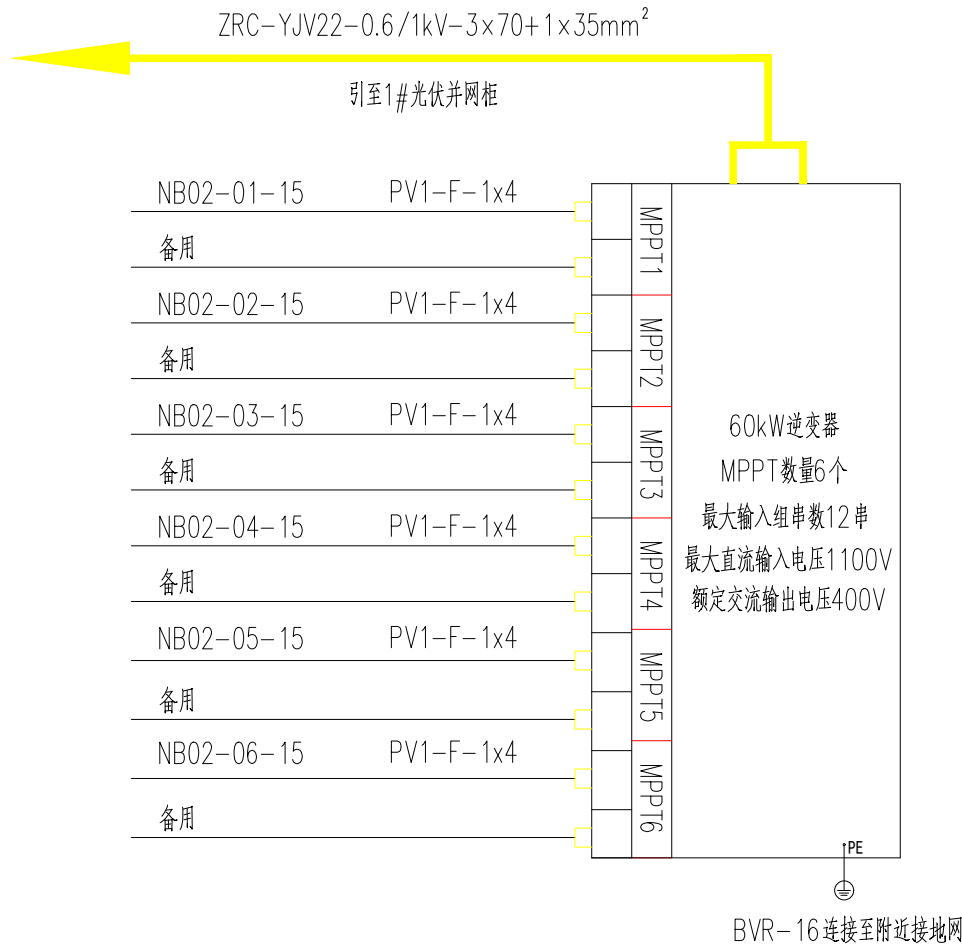 ZRC-YJV22-0.6/1kV-3×70+1×35mm²
引至1#光伏并网柜
NB02-01-15 PV1-F-1x4
备用
NB02-02-15 PV1-F-1x4
备用
NB02-03-15 PV1-F-1x4
备用
NB02-04-15 PV1-F-1x4
备用
NB02-05-15 PV1-F-1x4
备用
NB02-06-15 PV1-F-1x4
备用
MPPT1
MPPT2
MPPT3
MPPT4
MPPT5
MPPT6
60kW逆变器
MPPT数量6个
最大输入组串数12串
最大直流输入电压1100V
额定交流输出电压400V
PE
BVR-16连接至附近接地网